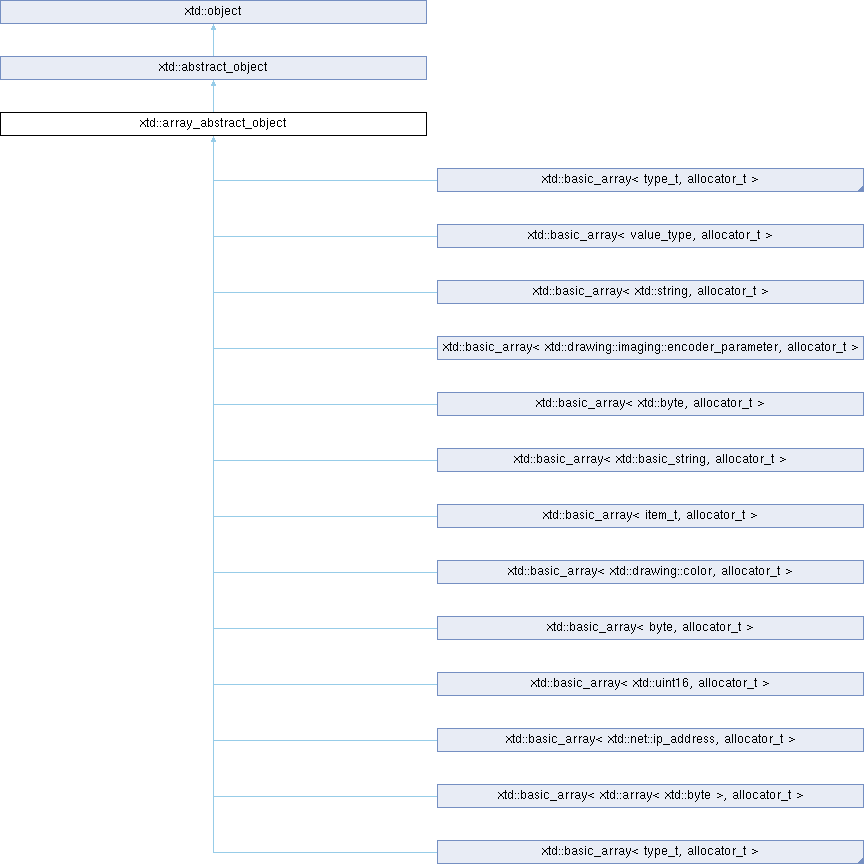 xtd::object
xtd::abstract_object
xtd::array_abstract_object
xtd::basic_array< type_t, allocator_t >
xtd::basic_array< value_type, allocator_t >
xtd::basic_array< xtd::string, allocator_t >
xtd::basic_array< xtd::drawing::imaging::encoder_parameter, allocator_t >
xtd::basic_array< xtd::byte, allocator_t >
xtd::basic_array< xtd::basic_string, allocator_t >
xtd::basic_array< item_t, allocator_t >
xtd::basic_array< xtd::drawing::color, allocator_t >
xtd::basic_array< byte, allocator_t >
xtd::basic_array< xtd::uint16, allocator_t >
xtd::basic_array< xtd::net::ip_address, allocator_t >
xtd::basic_array< xtd::array< xtd::byte >, allocator_t >
xtd::basic_array< type_t, allocator_t >